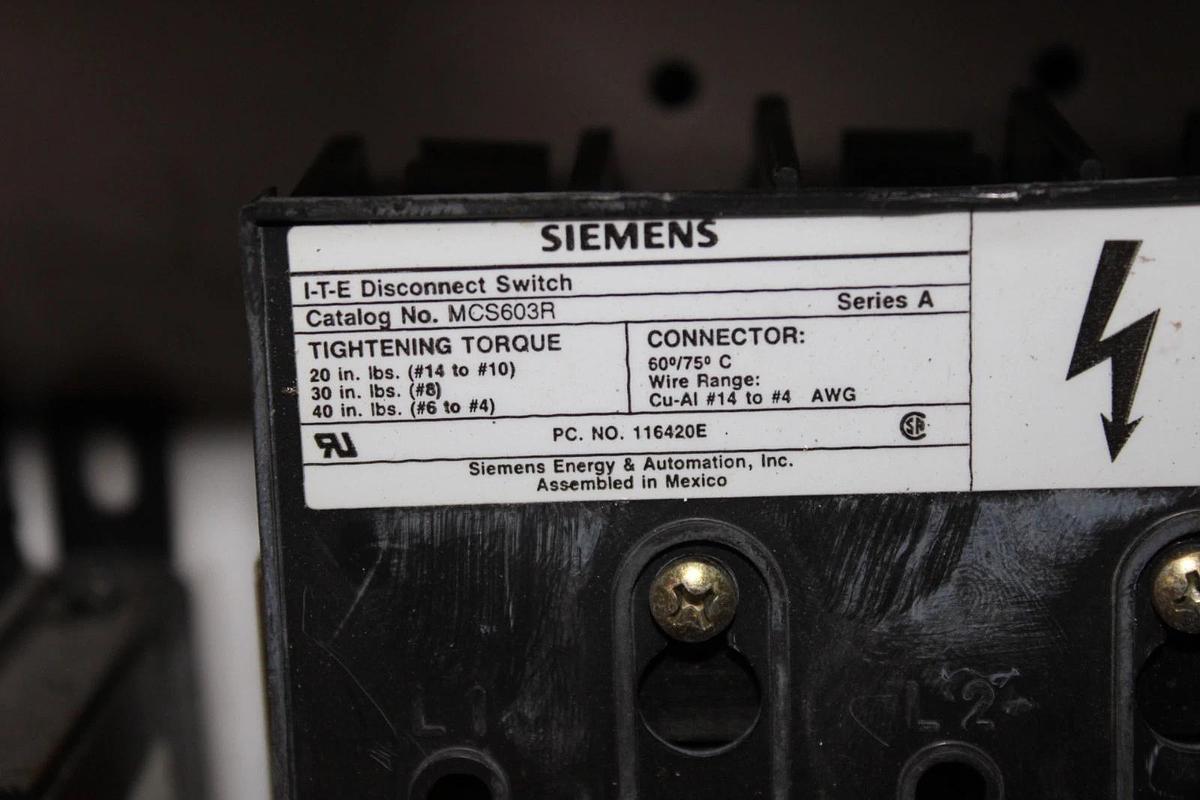 SIEMENS
I-T-E Disconnect Switch
Catalog No. MCS603R Series A
TIGHTENING TORQUE
20 in. lbs. (#14 to #10)
30 in. lbs. (#8)
40 in. lbs. (#6 to #4)
CONNECTOR:
60º/75º C
Wire Range:
Cu-Al #14 to #4 AWG
RU
PC. NO. 116420E
SA
Siemens Energy & Automation, Inc.
Assembled in Mexico
L1
L2